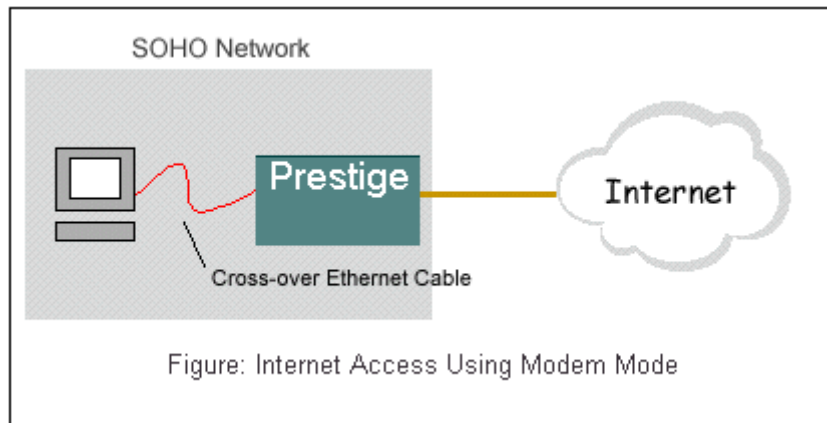 SOHO Network
Prestige
Internet
Cross-over Ethernet Cable
Figure: Internet Access Using Modem Mode